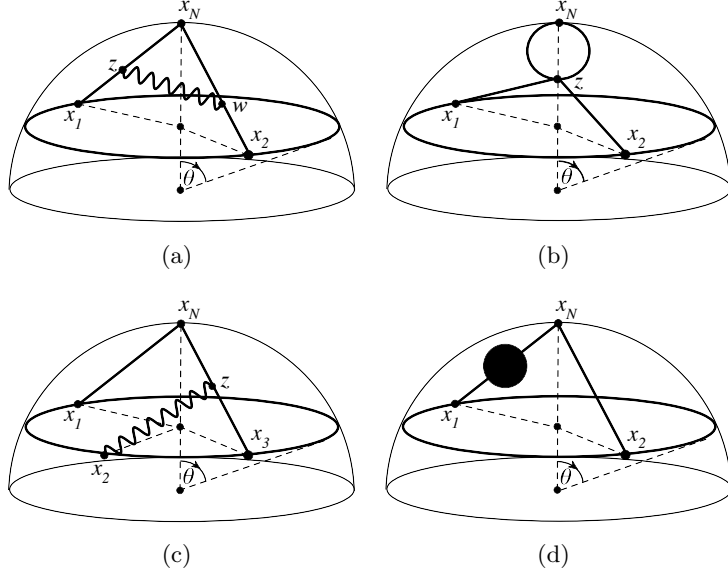 x_N x_N
z w z
x_1 x_2 x_1 x_2
θ θ
(a) (b)
x_N x_N
z
x_1 x_2 x_3 x_1 x_2
θ θ
(c) (d)